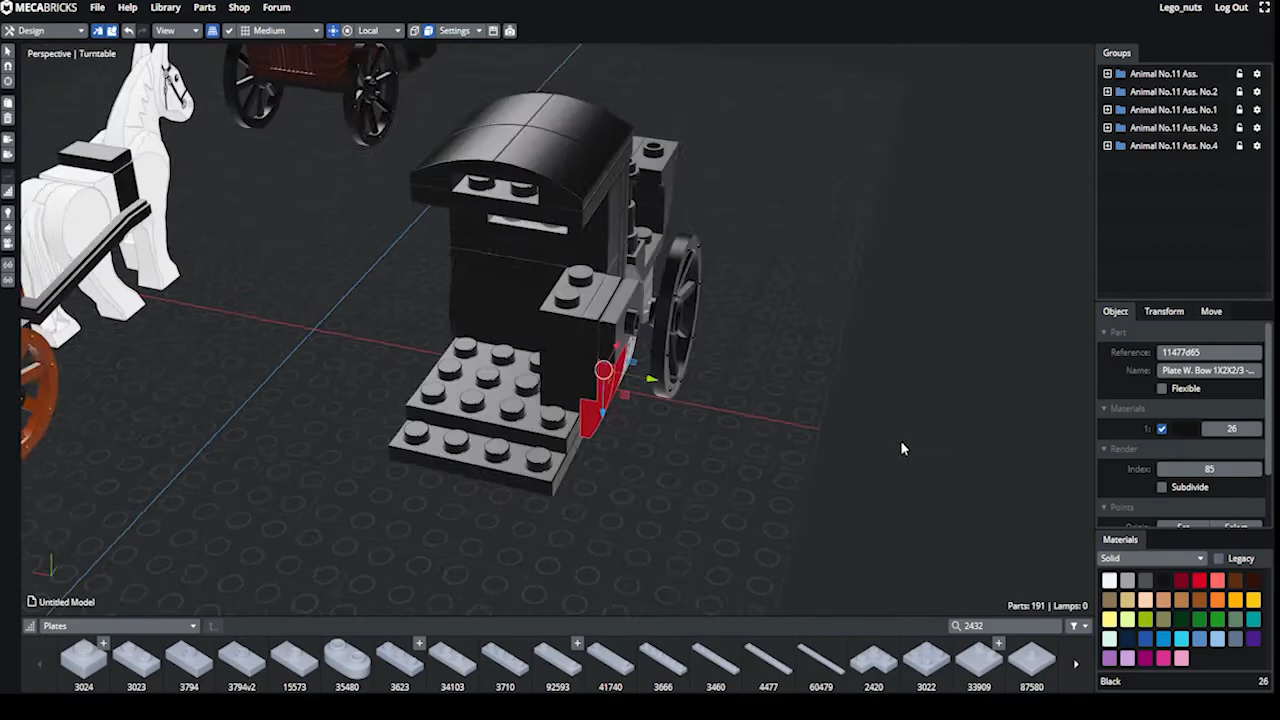 MECABRICKS File Help Library Parts Shop Forum Lego_nuts Log Out
Design View Medium Local Settings
Perspective | Turntable
Groups
Animal No.11 Ass.
Animal No.11 Ass. No.2
Animal No.11 Ass. No.1
Animal No.11 Ass. No.3
Animal No.11 Ass. No.4
Object Transform Move
Part
Reference: 11477d65
Name: Plate W. Bow 1X2X2/3 -...
Flexible
Materials
1: 26
Render
Index: 85
Subdivide
Points
Materials
Solid Legacy
Black 26
Untitled Model
Parts: 191 | Lamps: 0
Plates 2432
3024 3023 3794 3794v2 15573 35480 3623 34103 3710 92593 41740 3666 3460 4477 60479 2420 3022 33909 87580